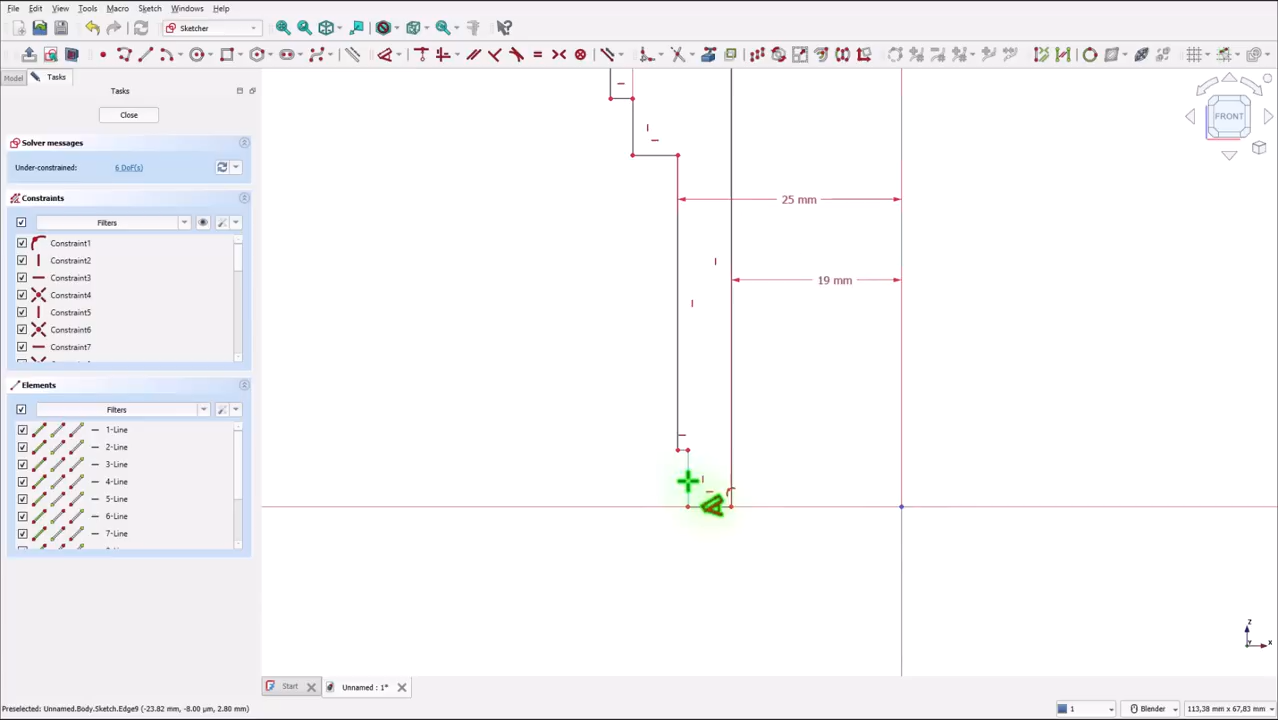 File Edit View Tools Macro Sketch Windows Help
Sketcher
Model Tasks
Tasks
Close
Solver messages
Under-constrained: 6 DoF(s)
Constraints
Filters
Constraint1
Constraint2
Constraint3
Constraint4
Constraint5
Constraint6
Constraint7
Elements
Filters
1-Line
2-Line
3-Line
4-Line
5-Line
6-Line
7-Line
FRONT
25 mm
19 mm
Z
Y X
Start Unnamed : 1*
Preselected: Unnamed.Body.Sketch.Edge9 (-23.82 mm, -8.00 µm, 2.80 mm) 1 Blender 113,38 mm x 67,83 mm